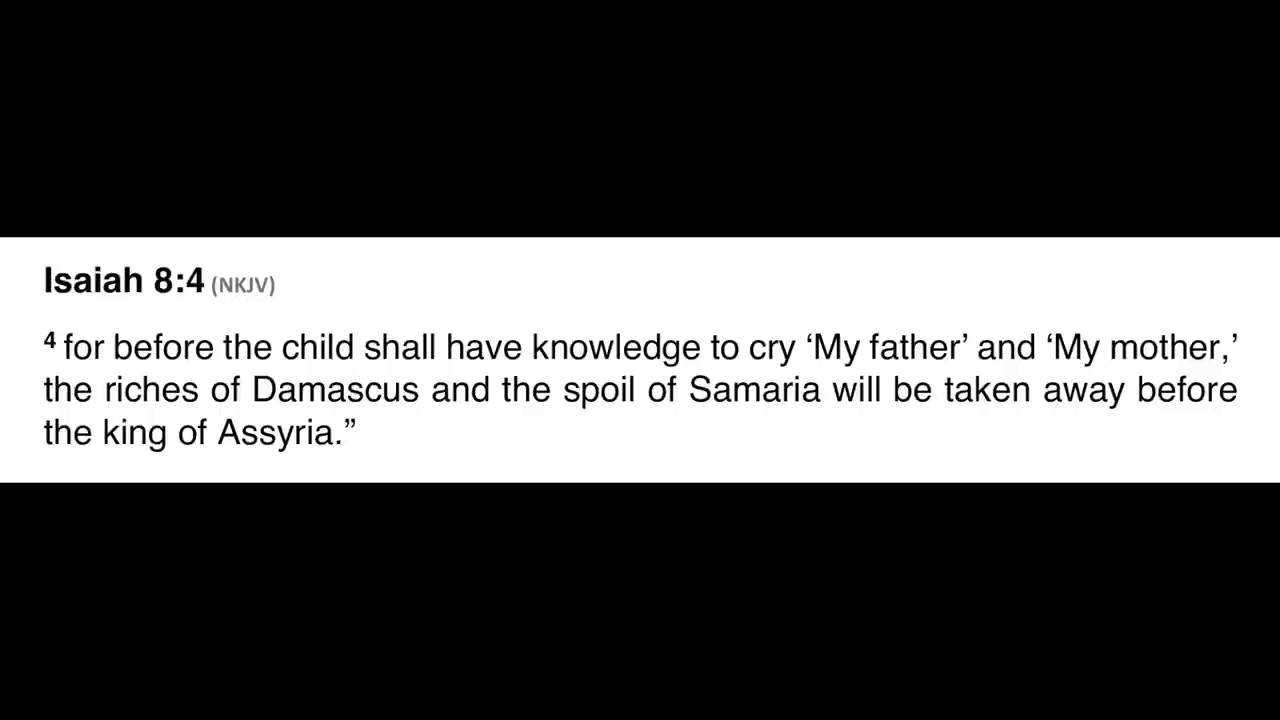 Isaiah 8:4 (NKJV)
4 for before the child shall have knowledge to cry ‘My father’ and ‘My mother,’
the riches of Damascus and the spoil of Samaria will be taken away before
the king of Assyria.”